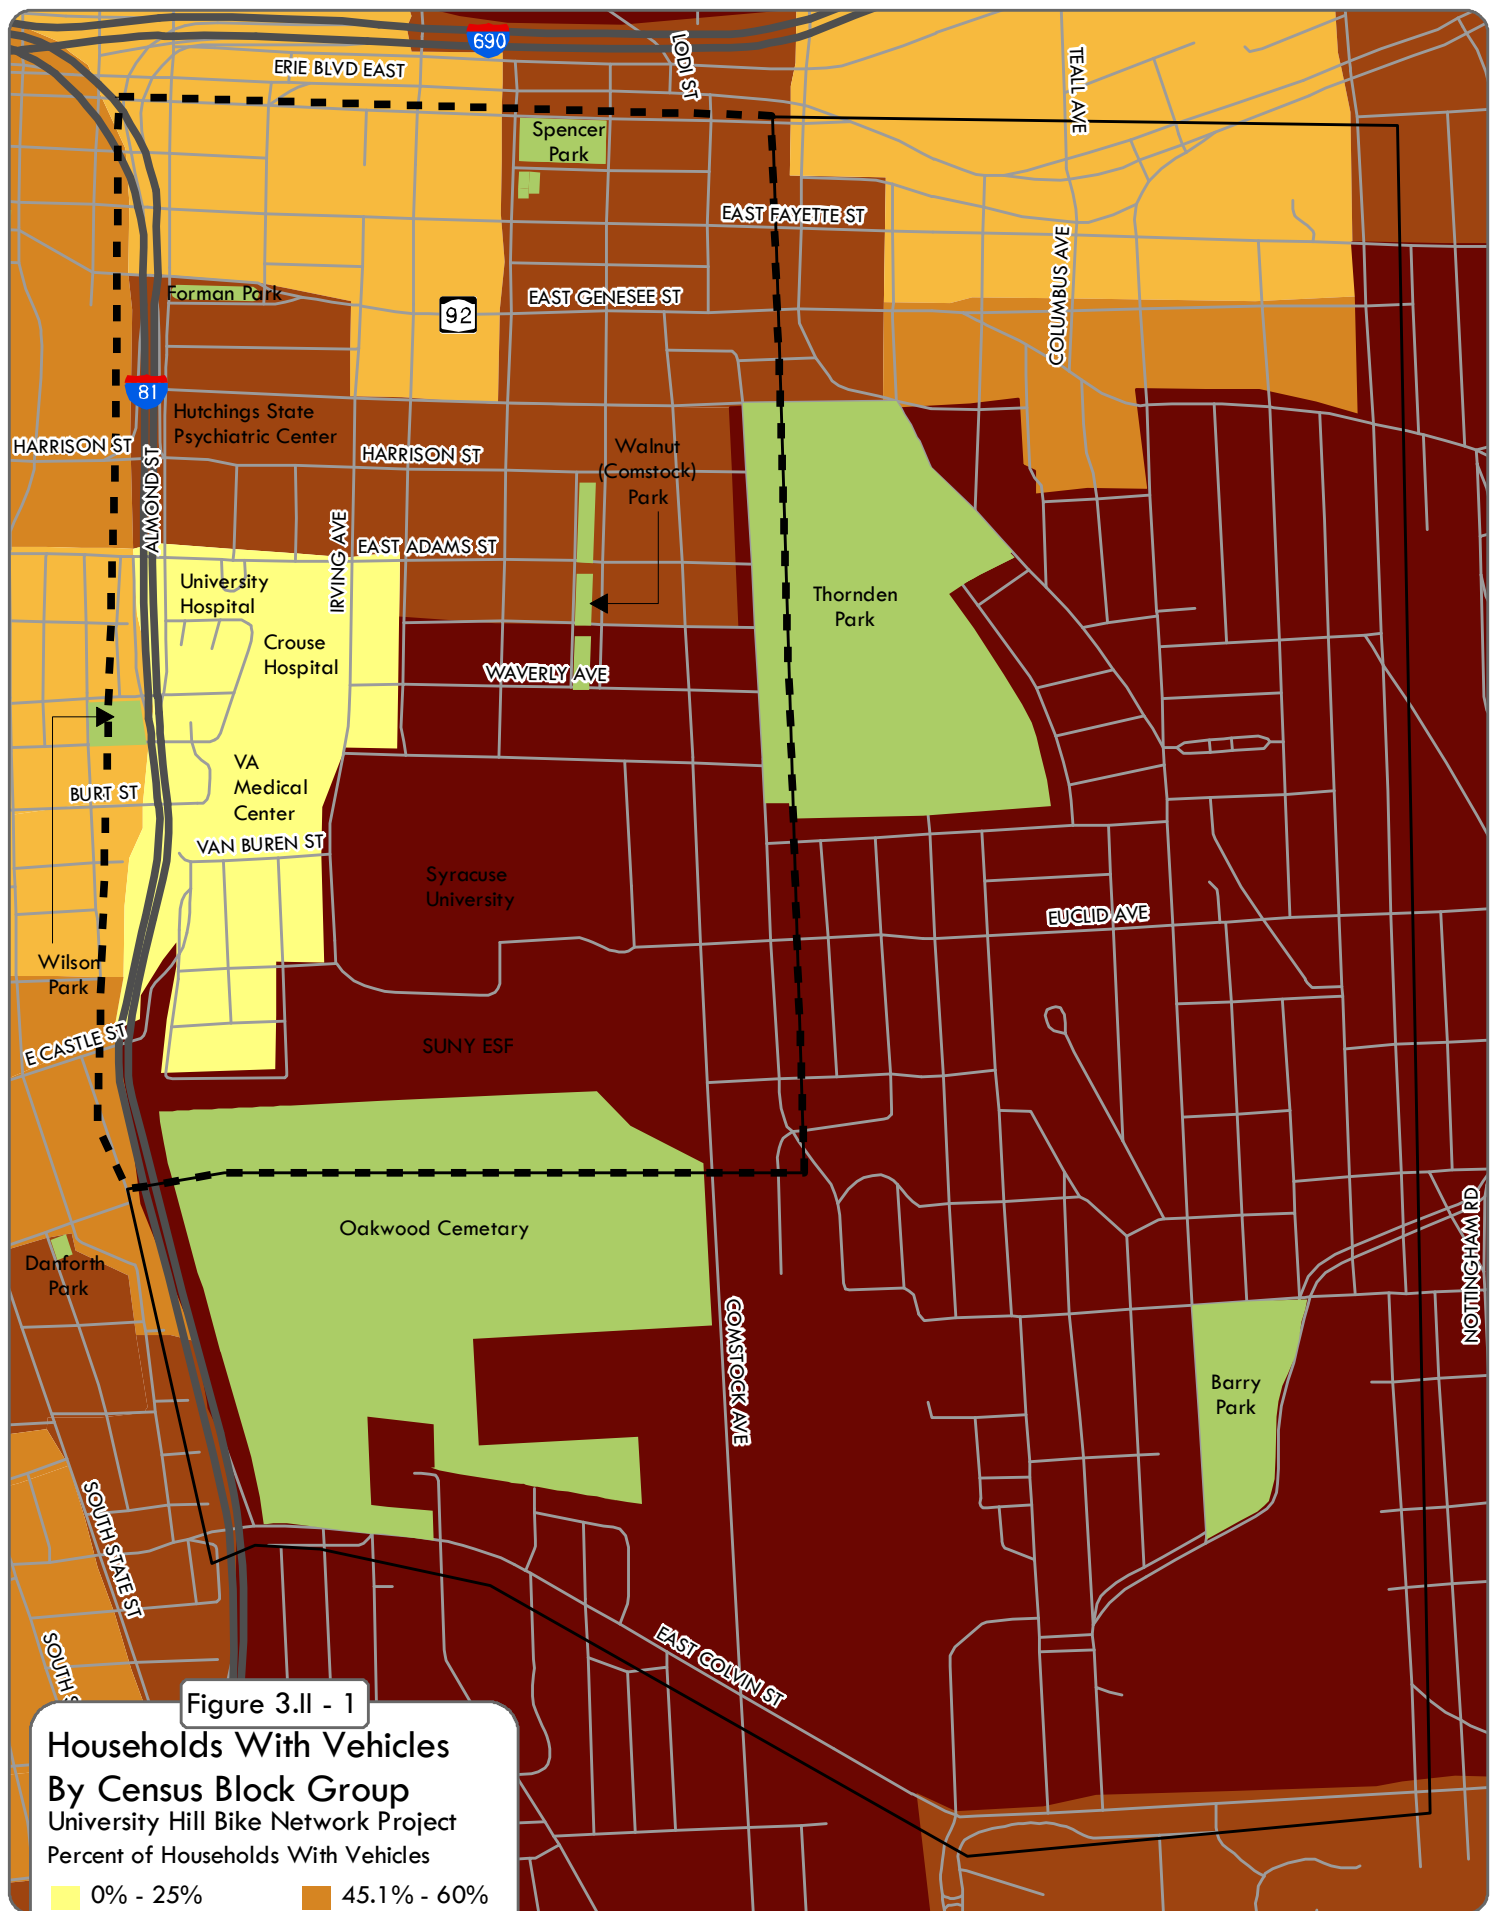 690
LODI ST
ERIE BLVD EAST
TEALL AVE
Spencer
Park
EAST FAYETTE ST
COLUMBUS AVE
Forman Park
EAST GENESEE ST
92
81
Hutchings State
Psychiatric Center
HARRISON ST
HARRISON ST
Walnut
(Comstock)
Park
ALMOND ST
IRVING AVE
EAST ADAMS ST
University
Hospital
Thornden
Park
Crouse
Hospital
WAVERLY AVE
VA
Medical
Center
BURT ST
VAN BUREN ST
Syracuse
University
EUCLID AVE
Wilson
Park
E CASTLE ST
SUNY ESF
Oakwood Cemetary
NOTTINGHAM RD
Danforth
Park
COMSTOCK AVE
Barry
Park
SOUTH STATE ST
SOUTH S
EAST COLVIN ST
Figure 3.II - 1
Households With Vehicles
By Census Block Group
University Hill Bike Network Project
Percent of Households With Vehicles
0% - 25%
45.1% - 60%